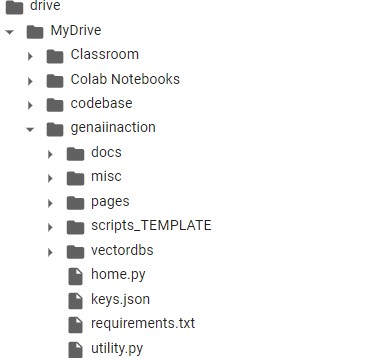 drive
MyDrive
Classroom
Colab Notebooks
codebase
genaiinaction
docs
misc
pages
scripts_TEMPLATE
vectordbs
home.py
keys.json
requirements.txt
utility.py